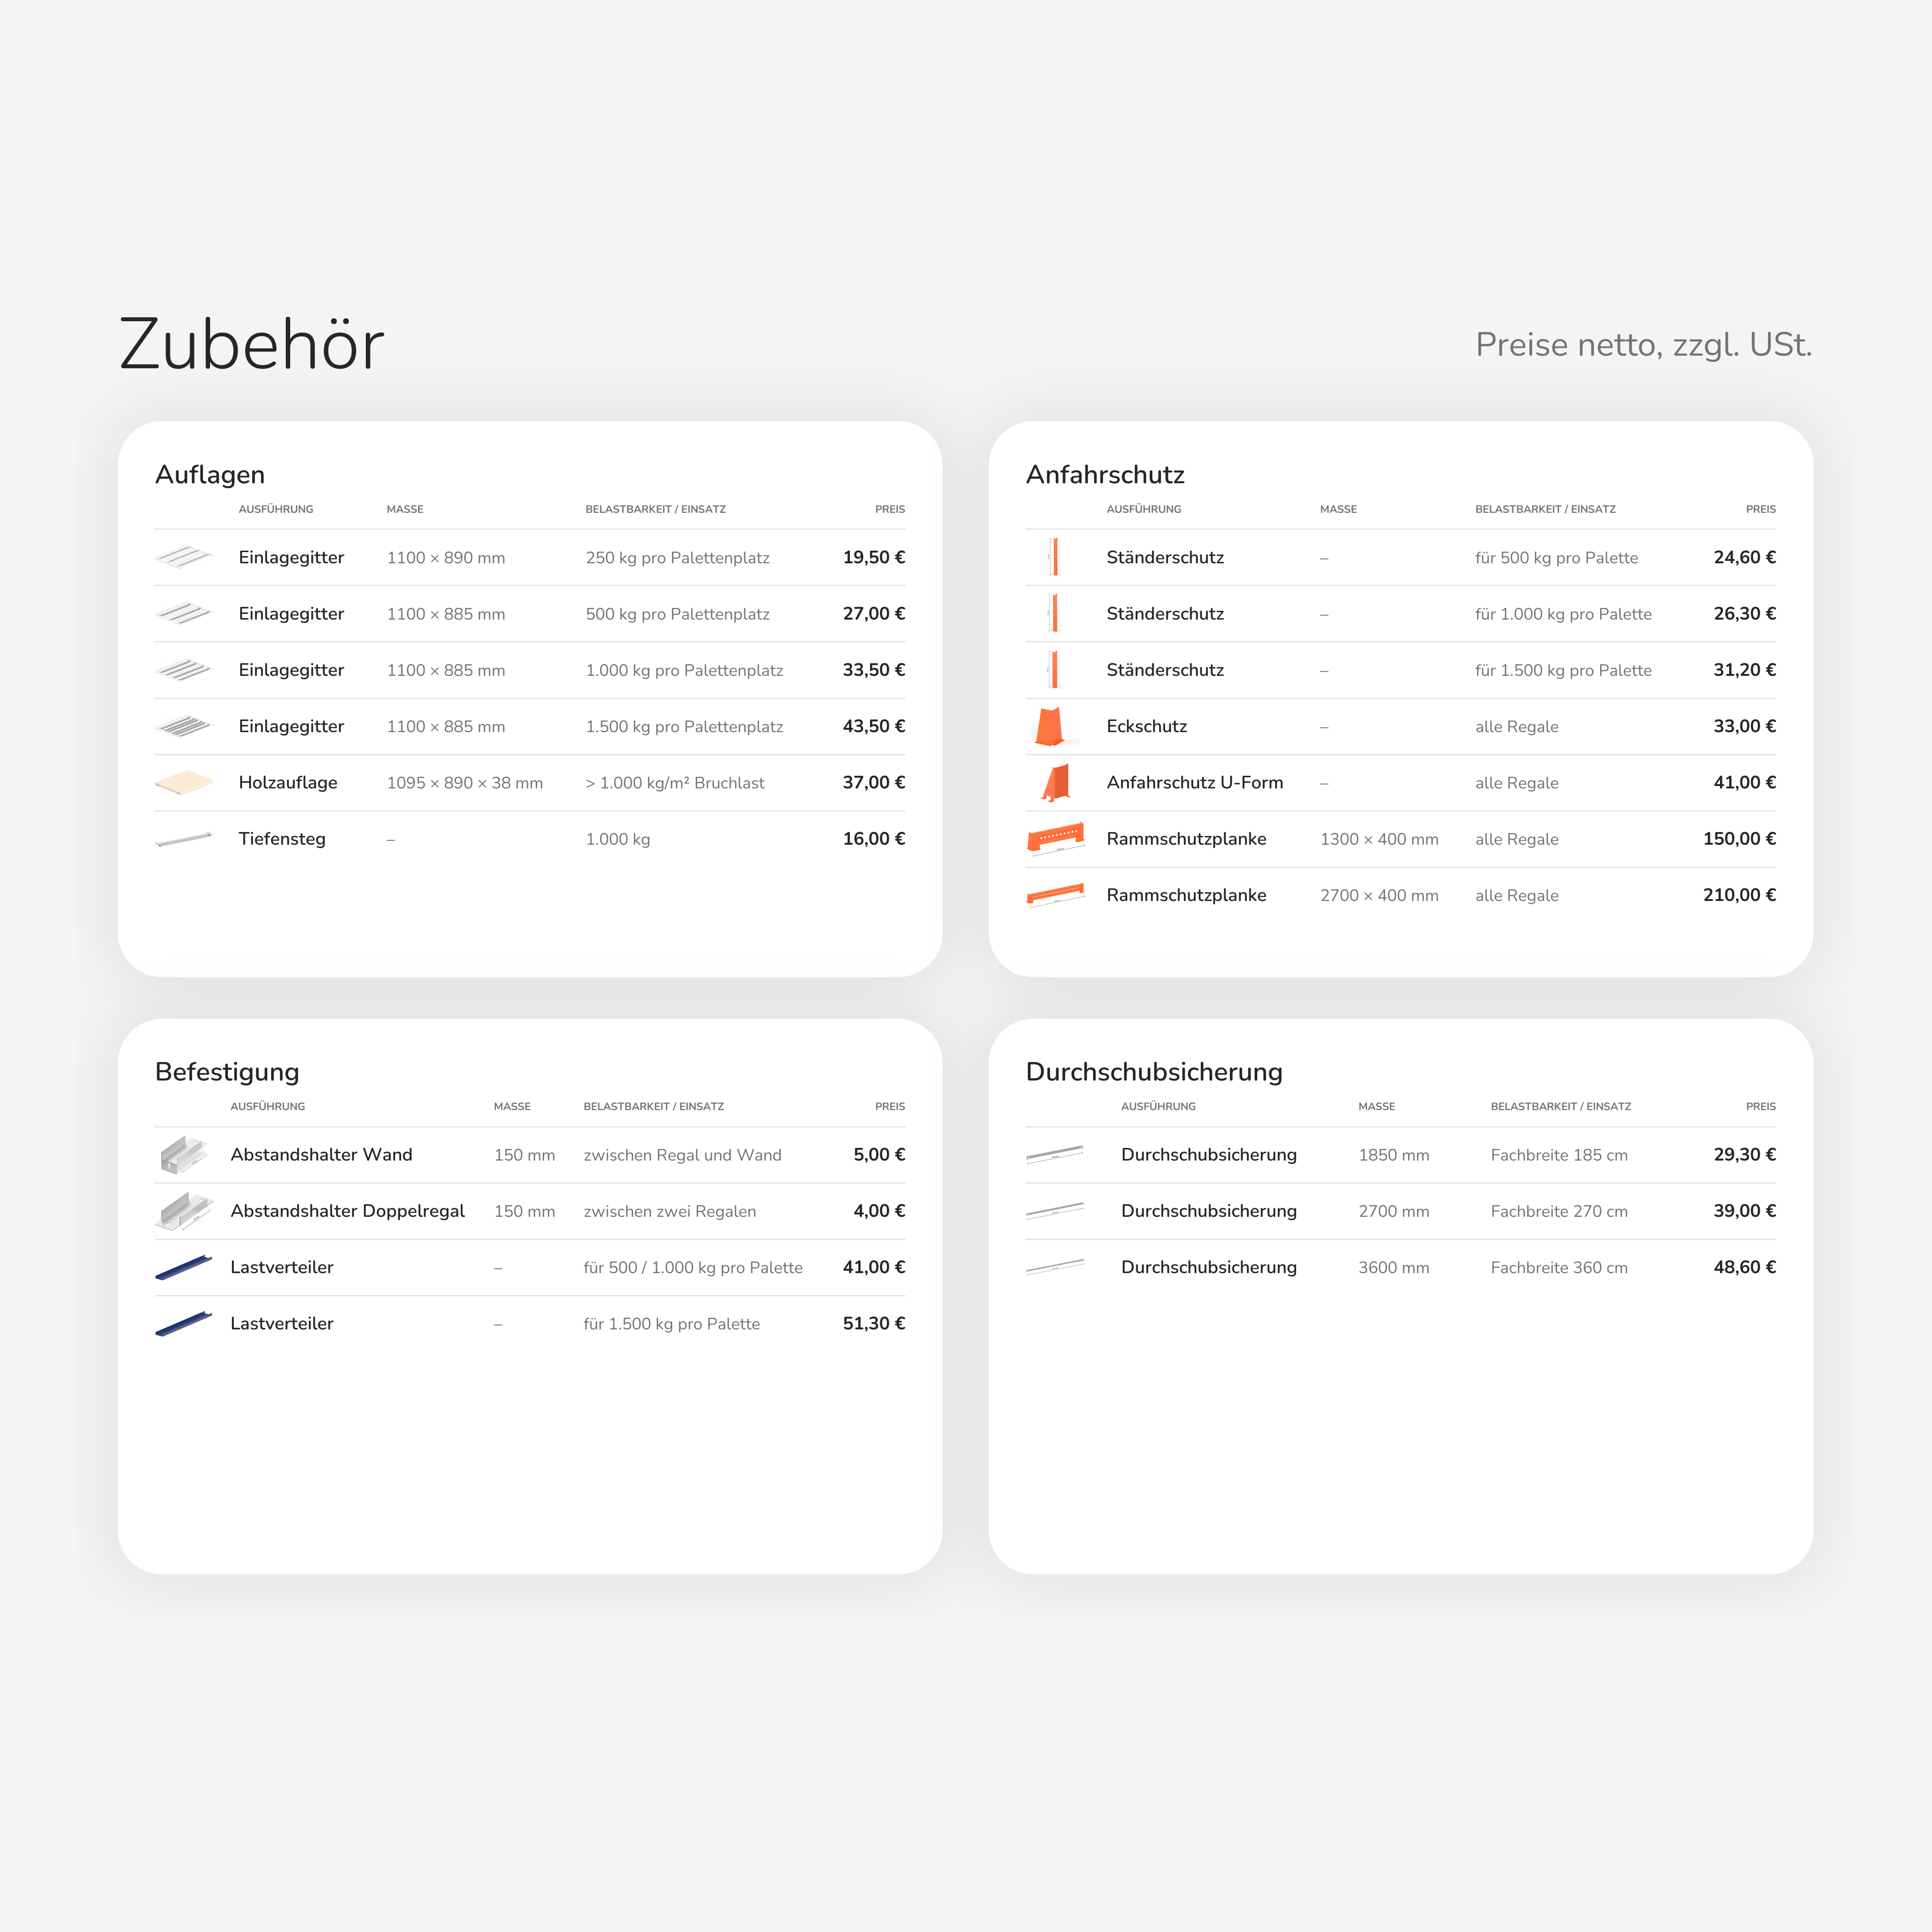 Zubehör
Preise netto, zzgl. USt.
Auflagen
AUSFÜHRUNG MASSE BELASTBARKEIT / EINSATZ PREIS
Einlagegitter 1100 × 890 mm 250 kg pro Palettenplatz 19,50 €
Einlagegitter 1100 × 885 mm 500 kg pro Palettenplatz 27,00 €
Einlagegitter 1100 × 885 mm 1.000 kg pro Palettenplatz 33,50 €
Einlagegitter 1100 × 885 mm 1.500 kg pro Palettenplatz 43,50 €
Holzauflage 1095 × 890 × 38 mm > 1.000 kg/m² Bruchlast 37,00 €
Tiefensteg – 1.000 kg 16,00 €
Anfahrschutz
AUSFÜHRUNG MASSE BELASTBARKEIT / EINSATZ PREIS
Ständerschutz – für 500 kg pro Palette 24,60 €
Ständerschutz – für 1.000 kg pro Palette 26,30 €
Ständerschutz – für 1.500 kg pro Palette 31,20 €
Eckschutz – alle Regale 33,00 €
Anfahrschutz U-Form – alle Regale 41,00 €
Rammschutzplanke 1300 × 400 mm alle Regale 150,00 €
Rammschutzplanke 2700 × 400 mm alle Regale 210,00 €
Befestigung
AUSFÜHRUNG MASSE BELASTBARKEIT / EINSATZ PREIS
Abstandshalter Wand 150 mm zwischen Regal und Wand 5,00 €
Abstandshalter Doppelregal 150 mm zwischen zwei Regalen 4,00 €
Lastverteiler – für 500 / 1.000 kg pro Palette 41,00 €
Lastverteiler – für 1.500 kg pro Palette 51,30 €
Durchschubsicherung
AUSFÜHRUNG MASSE BELASTBARKEIT / EINSATZ PREIS
Durchschubsicherung 1850 mm Fachbreite 185 cm 29,30 €
Durchschubsicherung 2700 mm Fachbreite 270 cm 39,00 €
Durchschubsicherung 3600 mm Fachbreite 360 cm 48,60 €